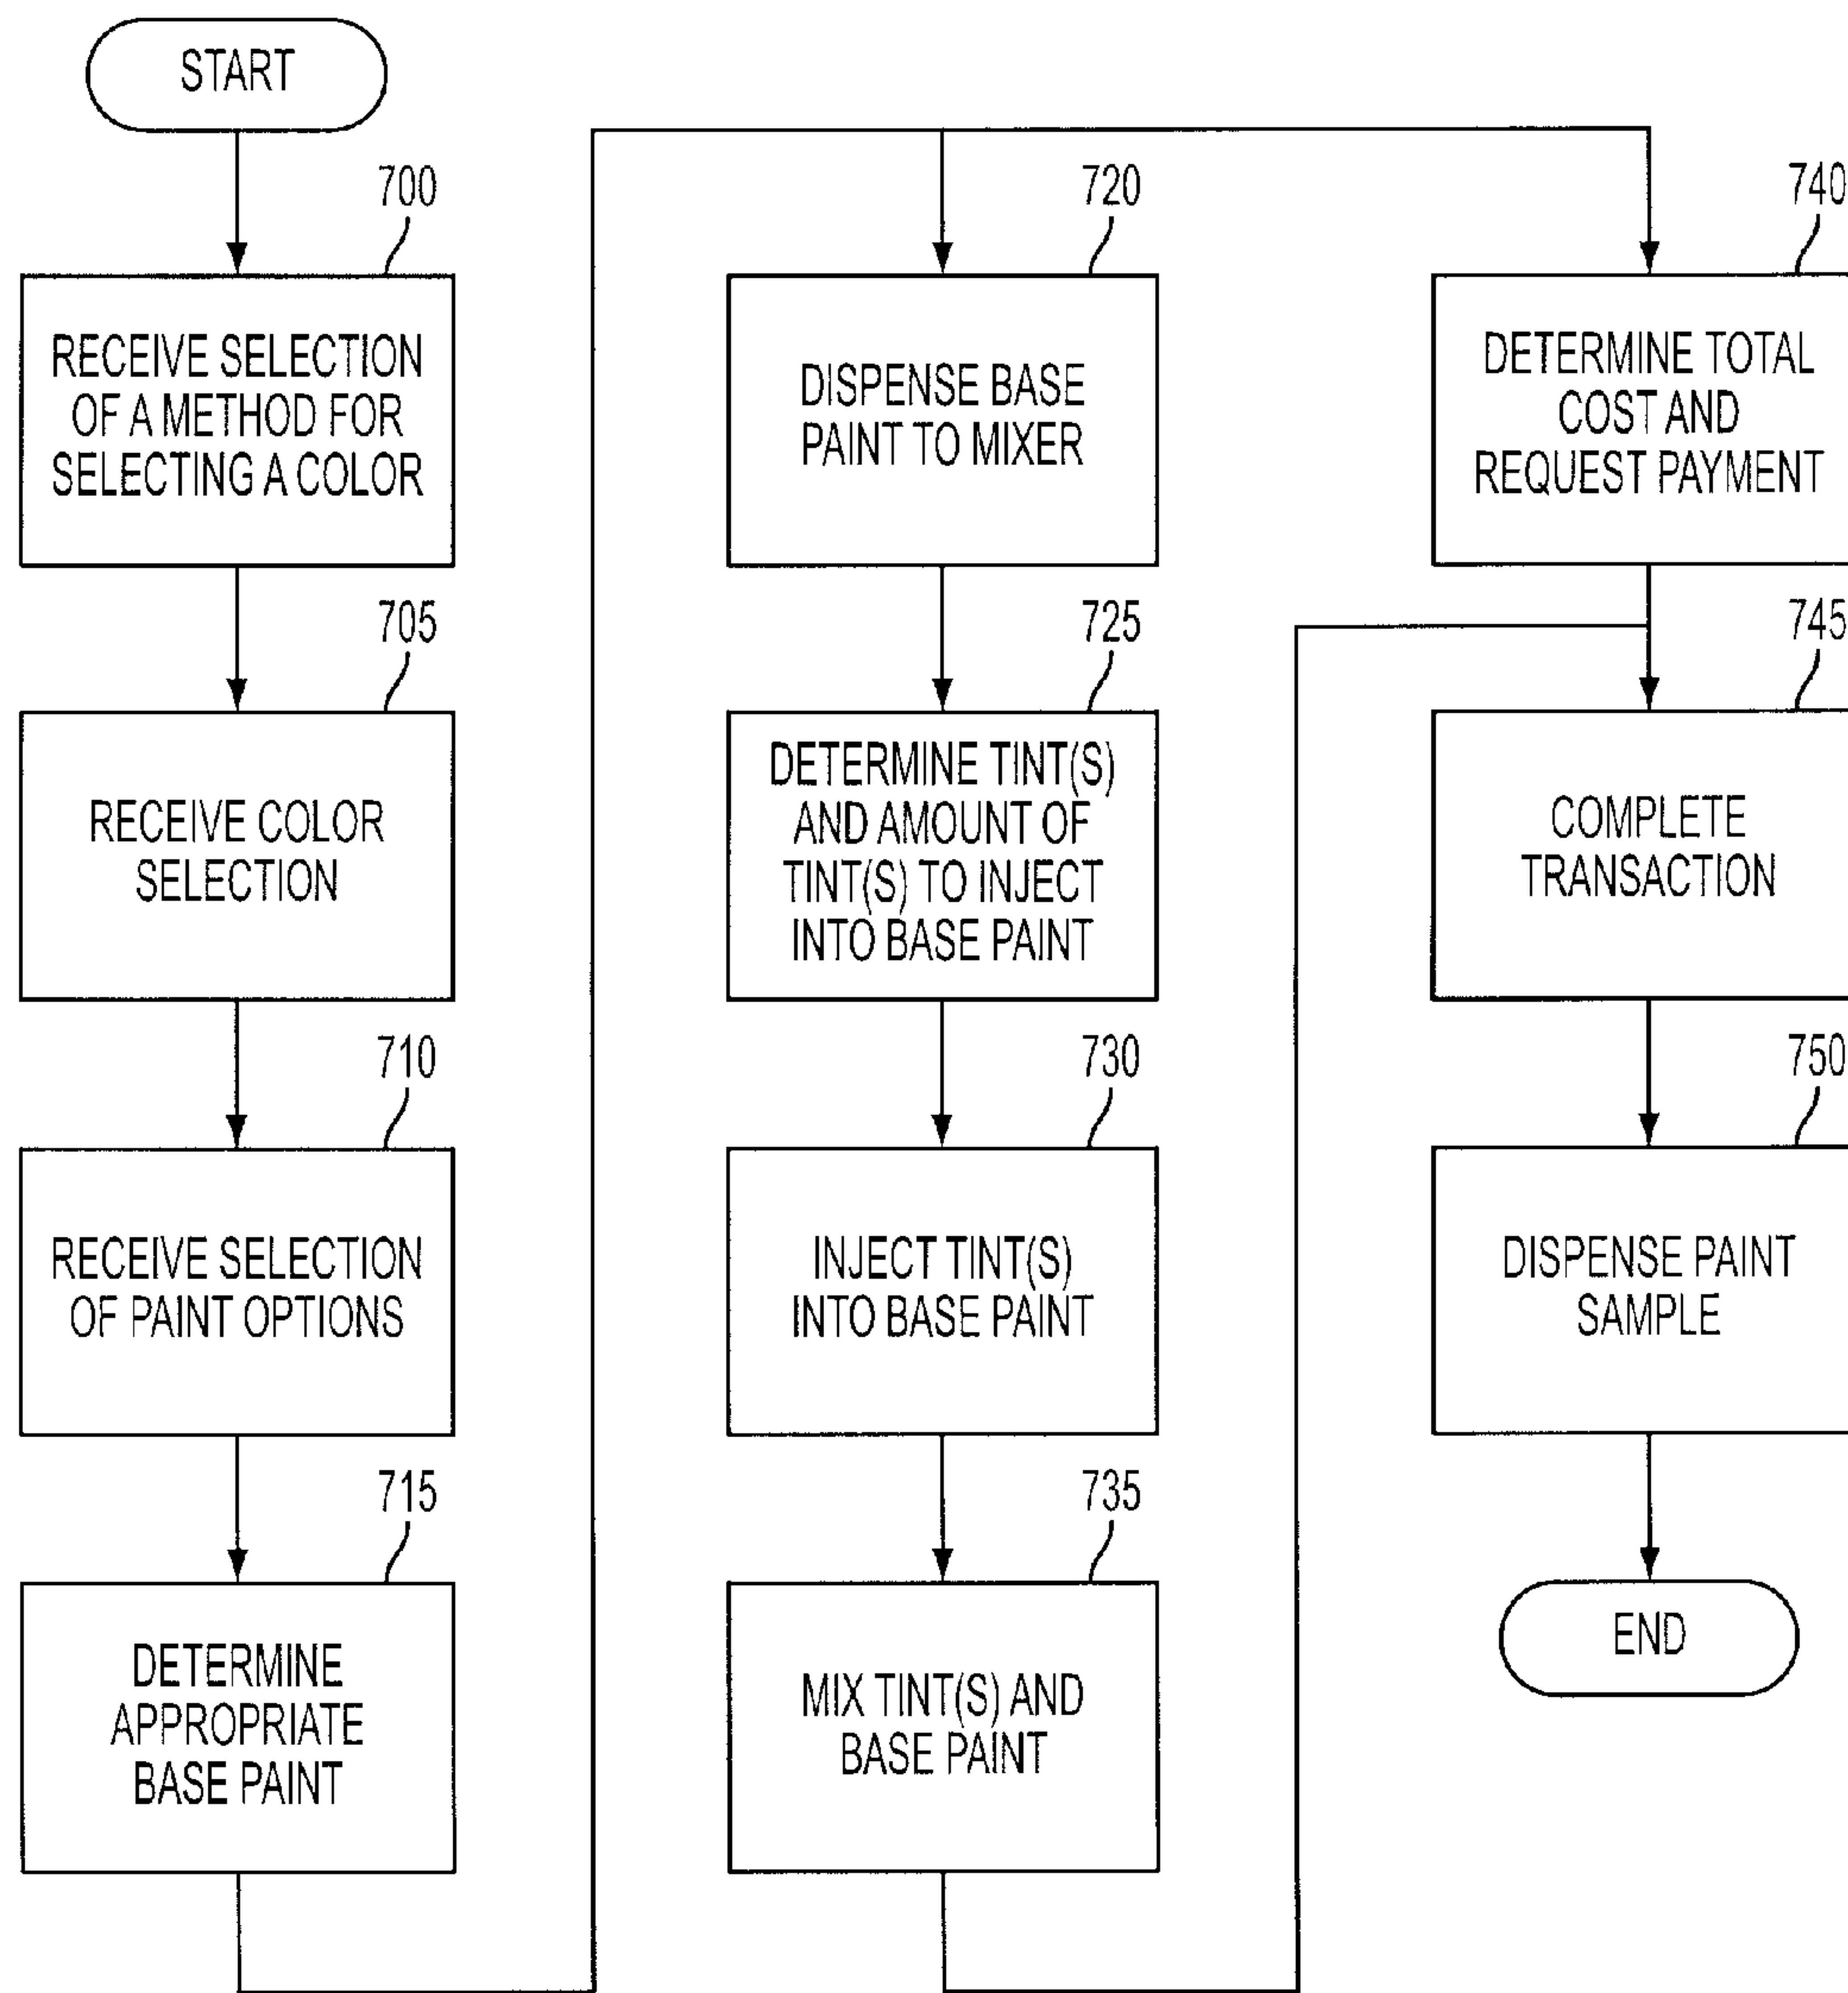 START
700
RECEIVE SELECTION
OF A METHOD FOR
SELECTING A COLOR
705
RECEIVE COLOR
SELECTION
710
RECEIVE SELECTION
OF PAINT OPTIONS
715
DETERMINE
APPROPRIATE
BASE PAINT
720
DISPENSE BASE
PAINT TO MIXER
725
DETERMINE TINT(S)
AND AMOUNT OF
TINT(S) TO INJECT
INTO BASE PAINT
730
INJECT TINT(S)
INTO BASE PAINT
735
MIX TINT(S) AND
BASE PAINT
740
DETERMINE TOTAL
COST AND
REQUEST PAYMENT
745
COMPLETE
TRANSACTION
750
DISPENSE PAINT
SAMPLE
END